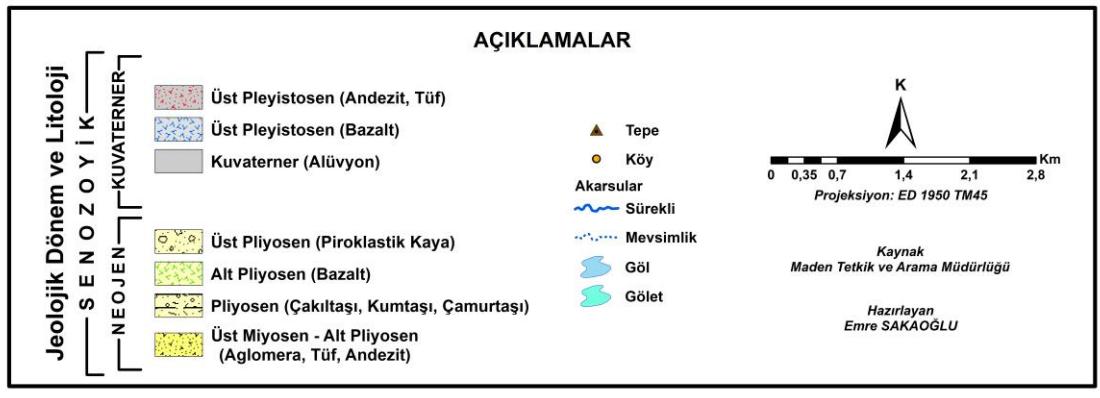 AÇIKLAMALAR
Jeolojik Dönem ve Litoloji
SENOZOYİK
KUVATERNER
Üst Pleyistosen (Andezit, Tüf)
Üst Pleyistosen (Bazalt)
Kuvaterner (Alüvyon)
NEOJEN
Üst Pliyosen (Piroklastik Kaya)
Alt Pliyosen (Bazalt)
Pliyosen (Çakıltaşı, Kumtaşı, Çamurtaşı)
Üst Miyosen - Alt Pliyosen
(Aglomera, Tüf, Andezit)
Tepe
Köy
Akarsular
Sürekli
Mevsimlik
Göl
Gölet
K
Km
0 0,35 0,7 1,4 2,1 2,8
Projeksiyon: ED 1950 TM45
Kaynak
Maden Tetkik ve Arama Müdürlüğü
Hazırlayan
Emre SAKAOĞLU